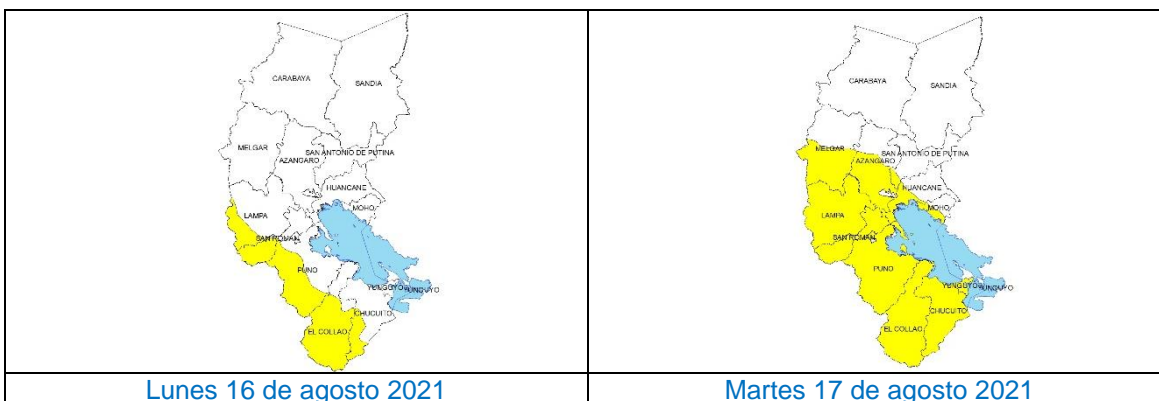 CARABAYA
SANDIA
MELGAR
AZANGARO
SAN ANTONIO DE PUTINA
HUANCANE
MOHO
LAMPA
SAN ROMAN
PUNO
YUNGUYO
YUNGUYO
CHUCUITO
EL COLLAO
Lunes 16 de agosto 2021
CARABAYA
SANDIA
MELGAR
AZANGARO
SAN ANTONIO DE PUTINA
HUANCANE
MOHO
LAMPA
SAN ROMAN
PUNO
YUNGUYO
YUNGUYO
CHUCUITO
EL COLLAO
Martes 17 de agosto 2021